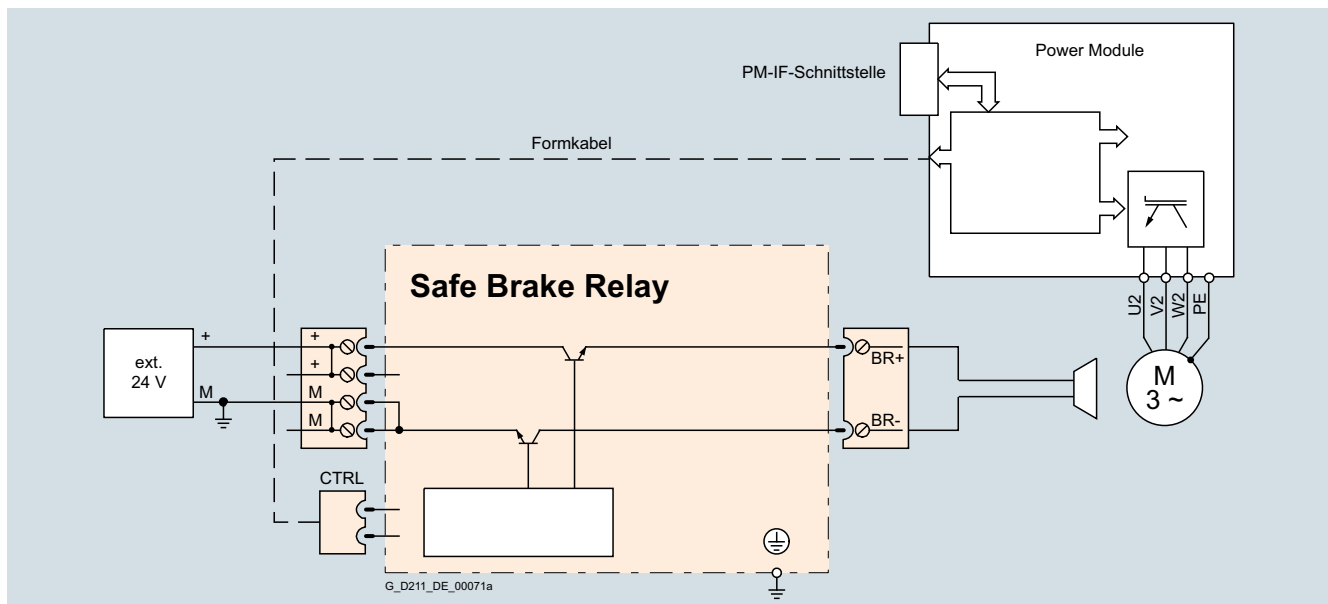 Power Module
PM-IF-Schnittstelle
Formkabel
Safe Brake Relay
U2
V2
W2
PE
ext.
24 V
+
M
+
+
M
M
BR+
BR-
M
3 ~
CTRL
G_D211_DE_00071a